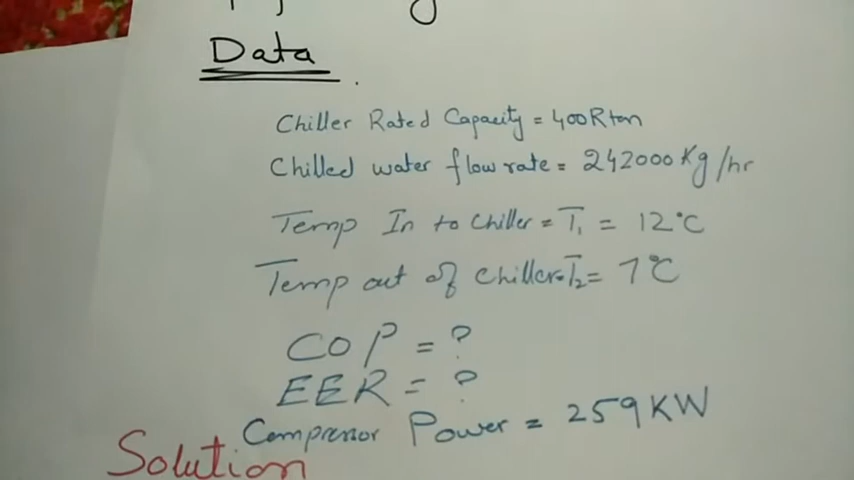 Data
Chiller Rated Capacity = 400 R ton
Chilled water flow rate = 242000 Kg/hr
Temp In to Chiller = T₁ = 12°C
Temp out of chiller = T₂ = 7°C
COP = ?
EER = ?
Compressor Power = 259 KW
Solution